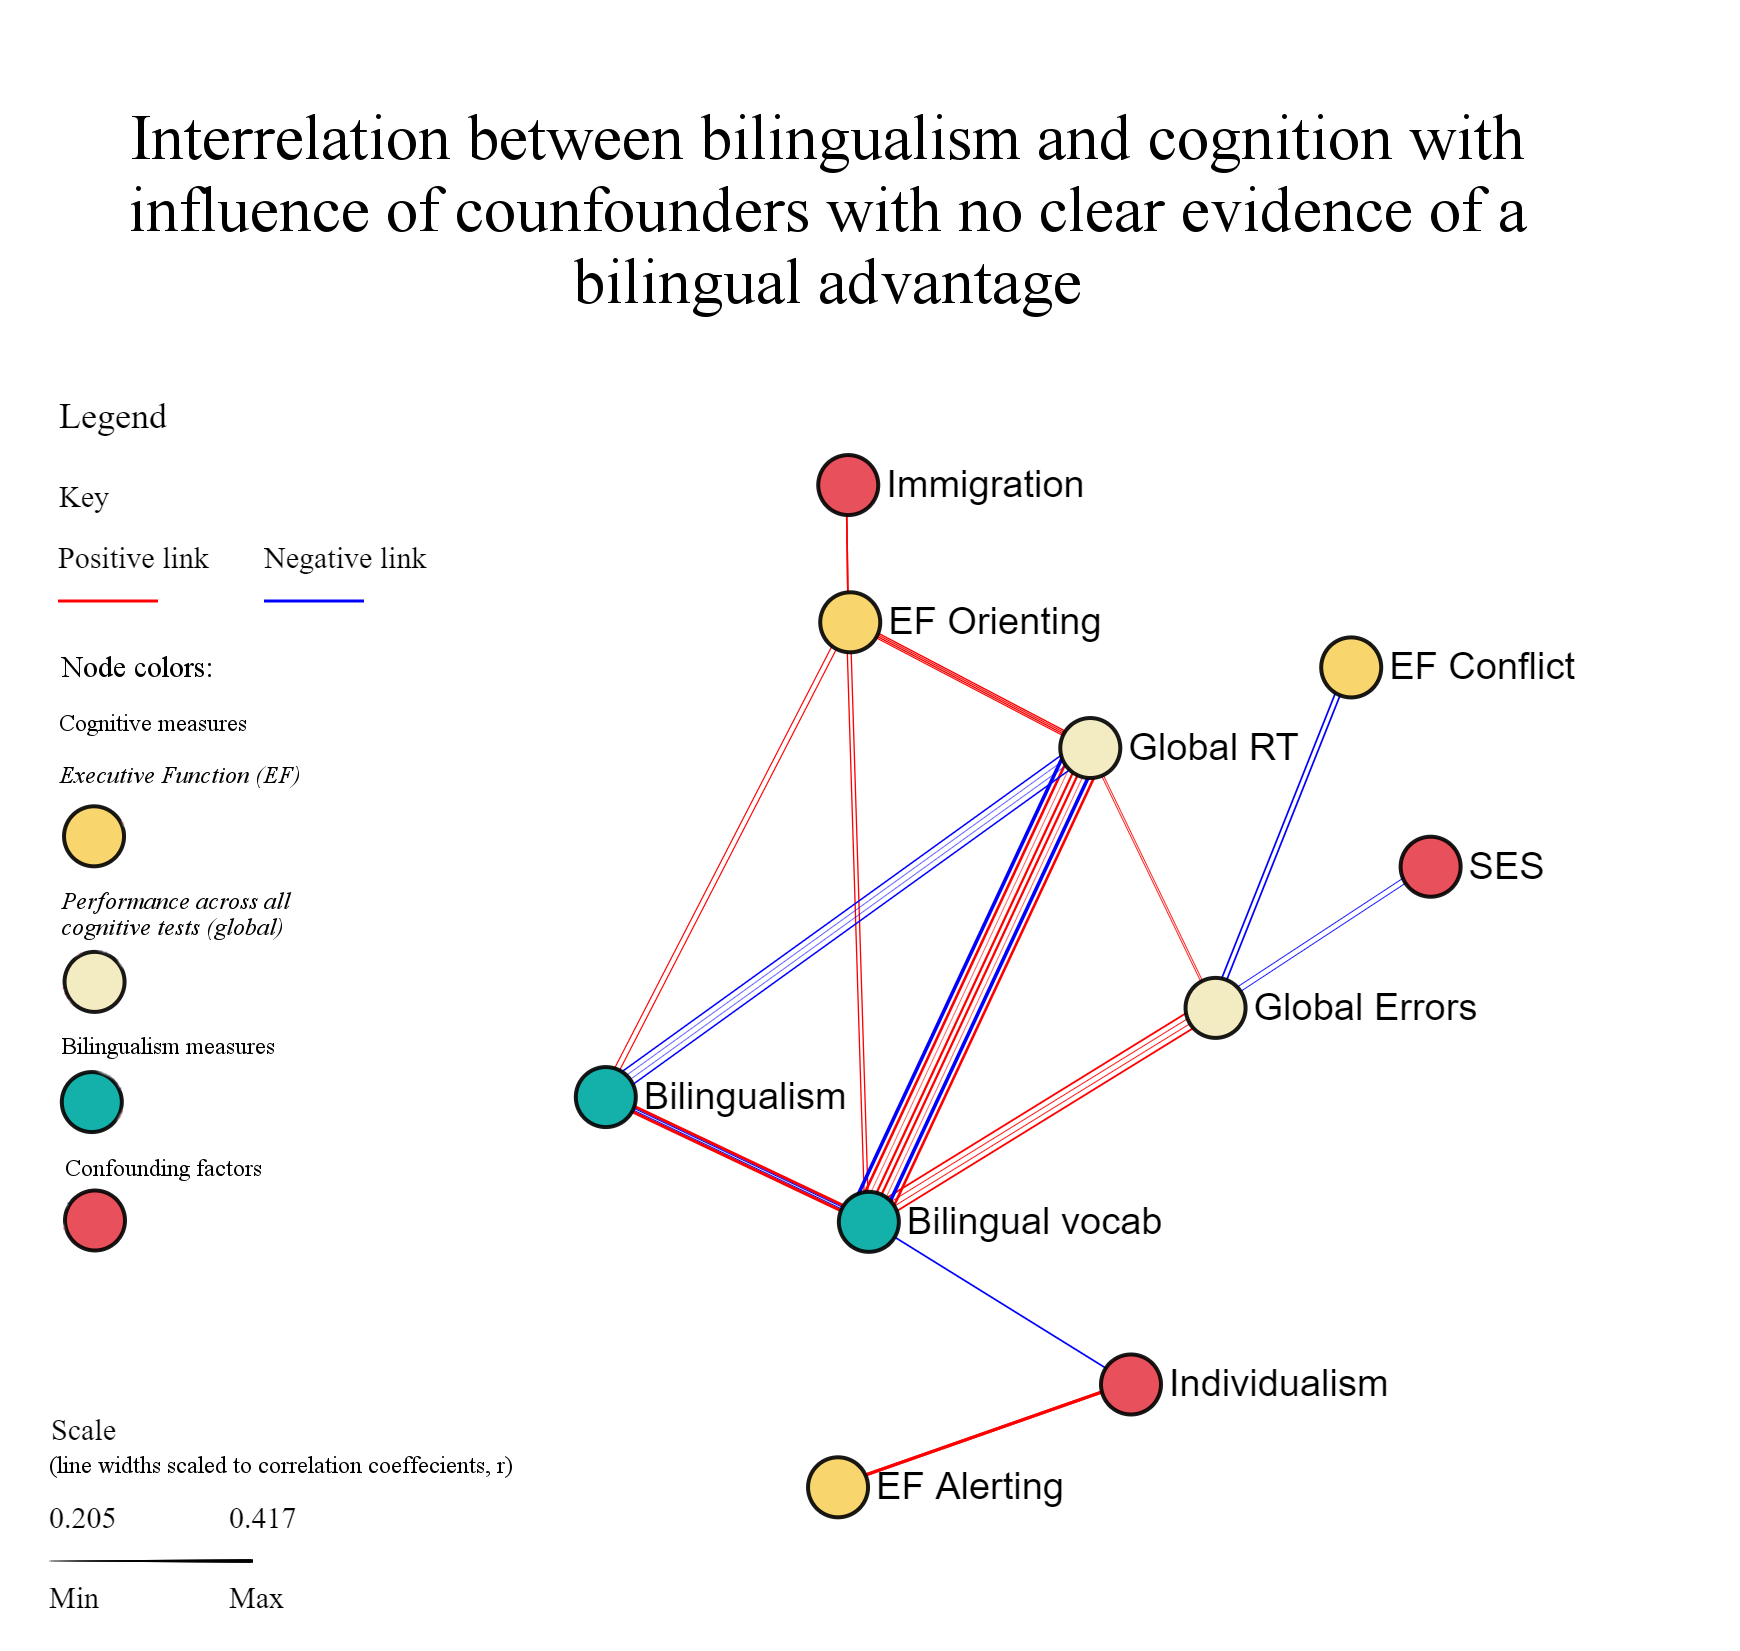 Interrelation between bilingualism and cognition with
influence of counfounders with no clear evidence of a
bilingual advantage
Legend
Key
Positive link
Negative link
Node colors:
Cognitive measures
Executive Function (EF)
Performance across all
cognitive tests (global)
Bilingualism measures
Confounding factors
Scale
(line widths scaled to correlation coeffecients, r)
0.205
0.417
Min
Max
Immigration
EF Orienting
EF Conflict
Global RT
SES
Global Errors
Bilingualism
Bilingual vocab
Individualism
EF Alerting